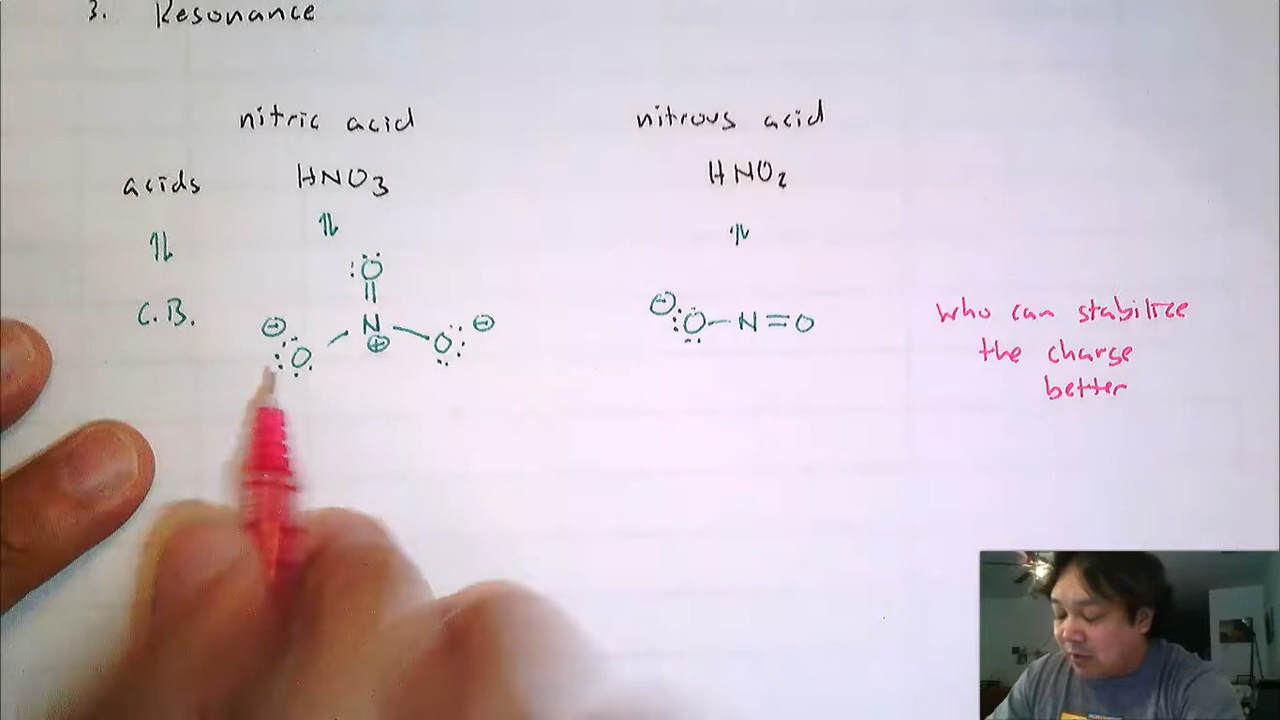 3. Resonance
nitric acid
nitrous acid
acids
HNO3
HNO2
⇌
⇌
⇌
C.B.
:Ö
||
⊖ :O: — N — O: ⊖
⊕
⊖ :O — N = O
who can stabilize
the charge
better